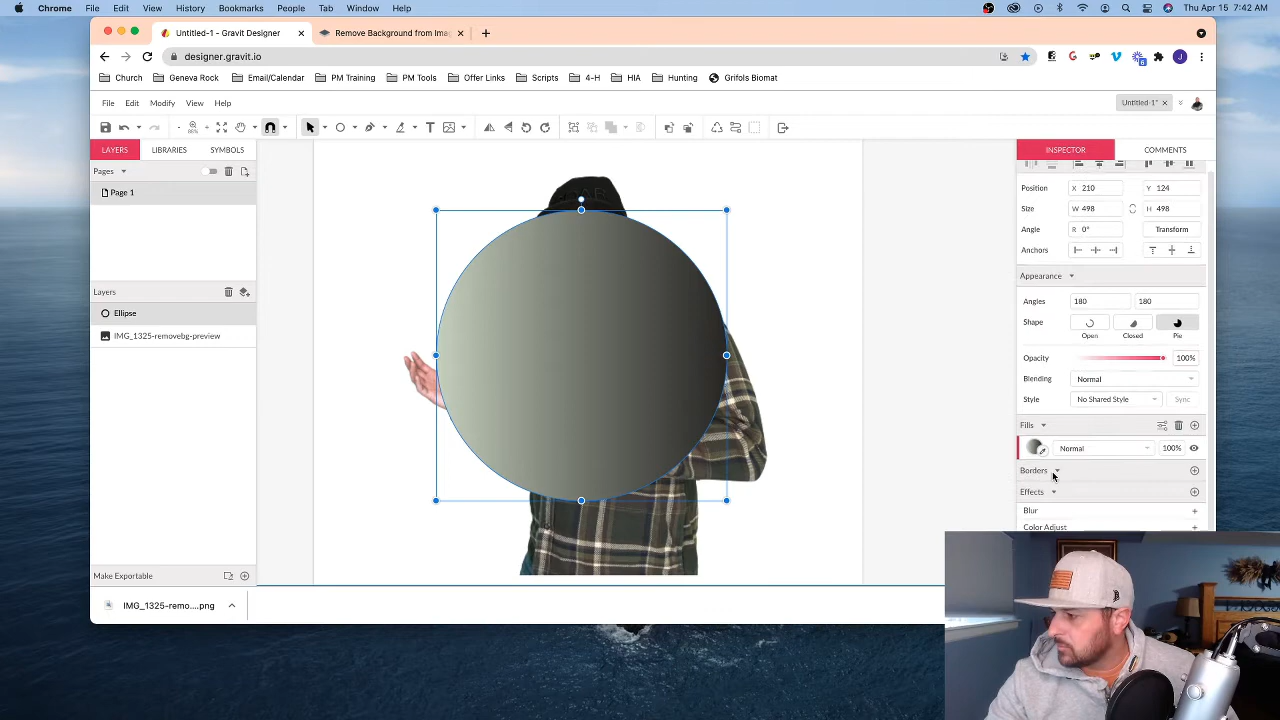 Chrome File Edit View History Bookmarks People Tab Window Help Thu Apr 15 7:42 AM
Untitled-1 - Gravit Designer Remove Background from Imag
designer.gravit.io
Church Geneva Rock Email/Calendar PM Training PM Tools Offer Links Scripts 4-H HIA Hunting Grifols Biomat
File Edit Modify View Help Untitled-1*
LAYERS LIBRARIES SYMBOLS INSPECTOR COMMENTS
Pages
Page 1
Position X 210 Y 124
Size W 498 H 498
Angle R 0° Transform
Anchors
Appearance
Layers
Angles 180 180
Ellipse
Shape Open Closed Pie
IMG_1325-removebg-preview
Opacity 100%
Blending Normal
Style No Shared Style Sync
Fills
Normal 100%
Borders
Effects
Blur
Color Adjust
Make Exportable
IMG_1325-remo....png